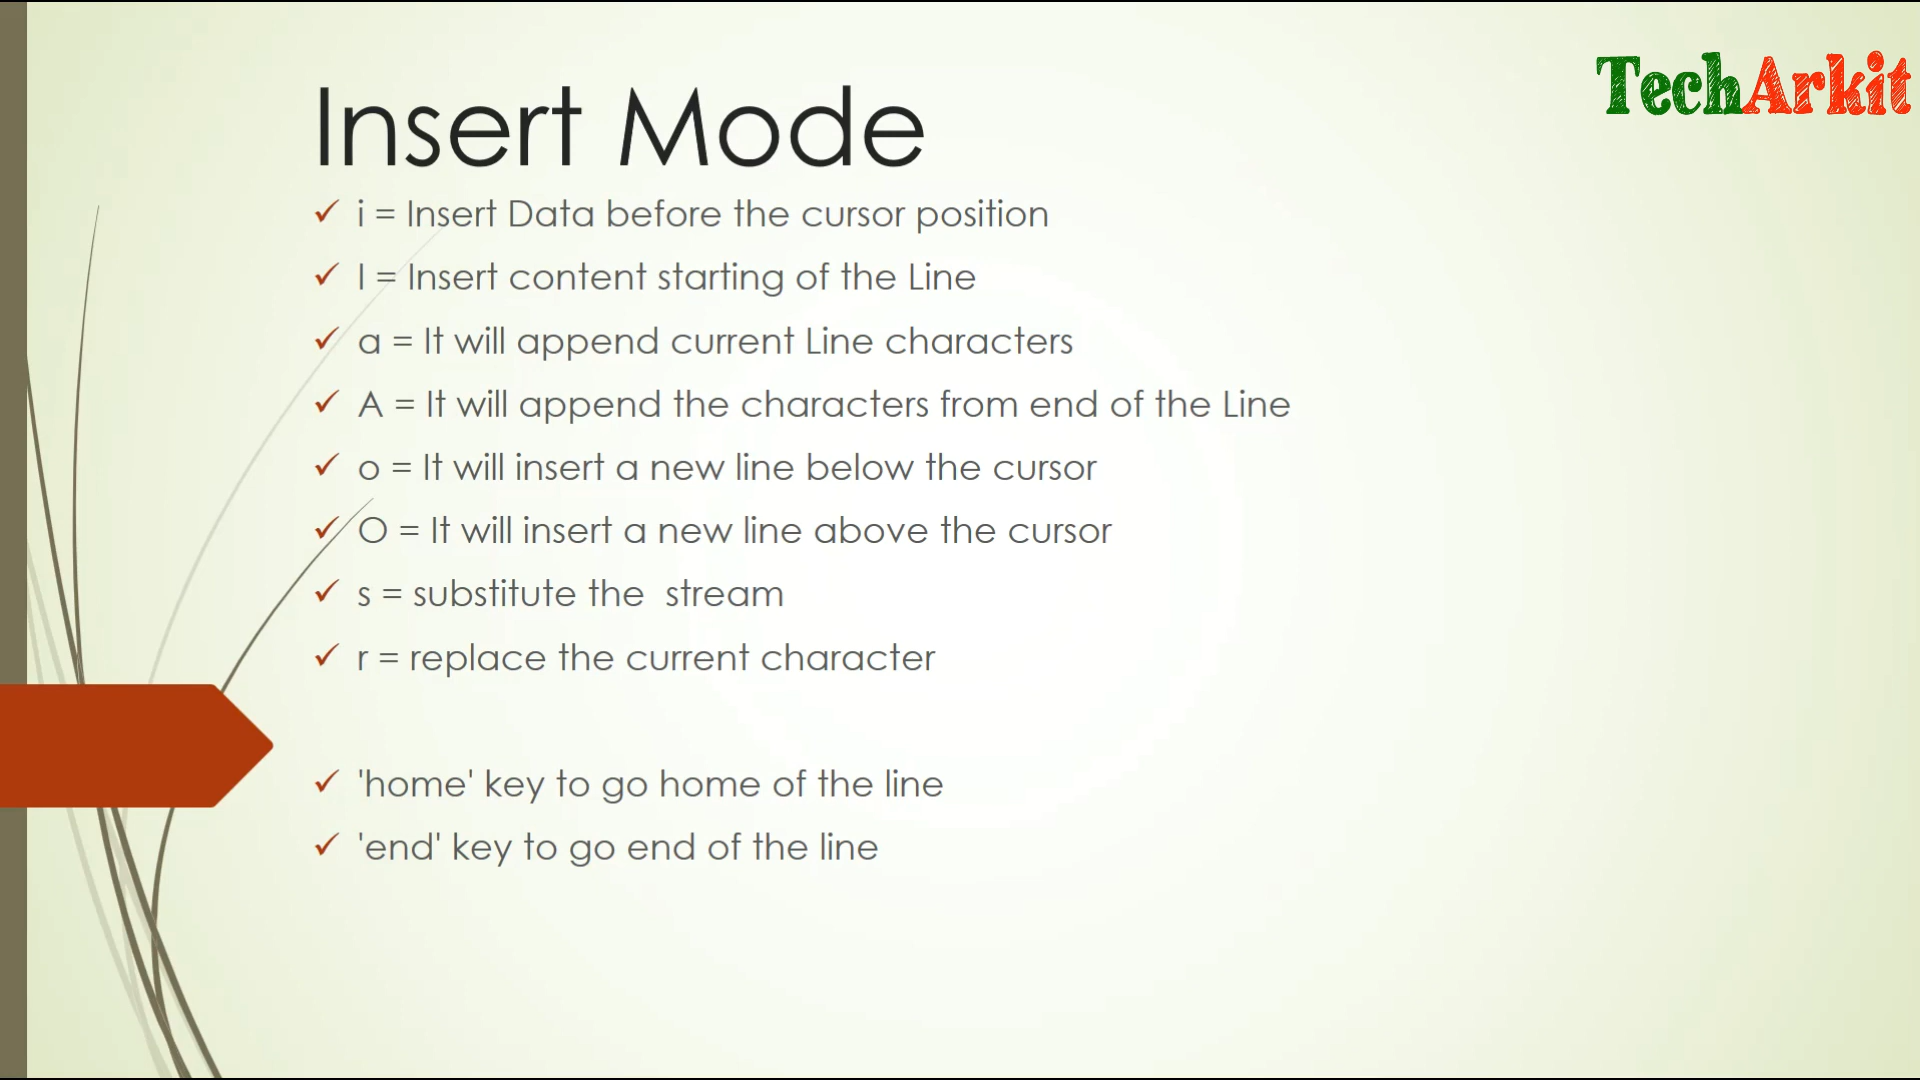 TechArkit
Insert Mode
✓ i = Insert Data before the cursor position
✓ I = Insert content starting of the Line
✓ a = It will append current Line characters
✓ A = It will append the characters from end of the Line
✓ o = It will insert a new line below the cursor
✓ O = It will insert a new line above the cursor
✓ s = substitute the  stream
✓ r = replace the current character
✓ 'home' key to go home of the line
✓ 'end' key to go end of the line